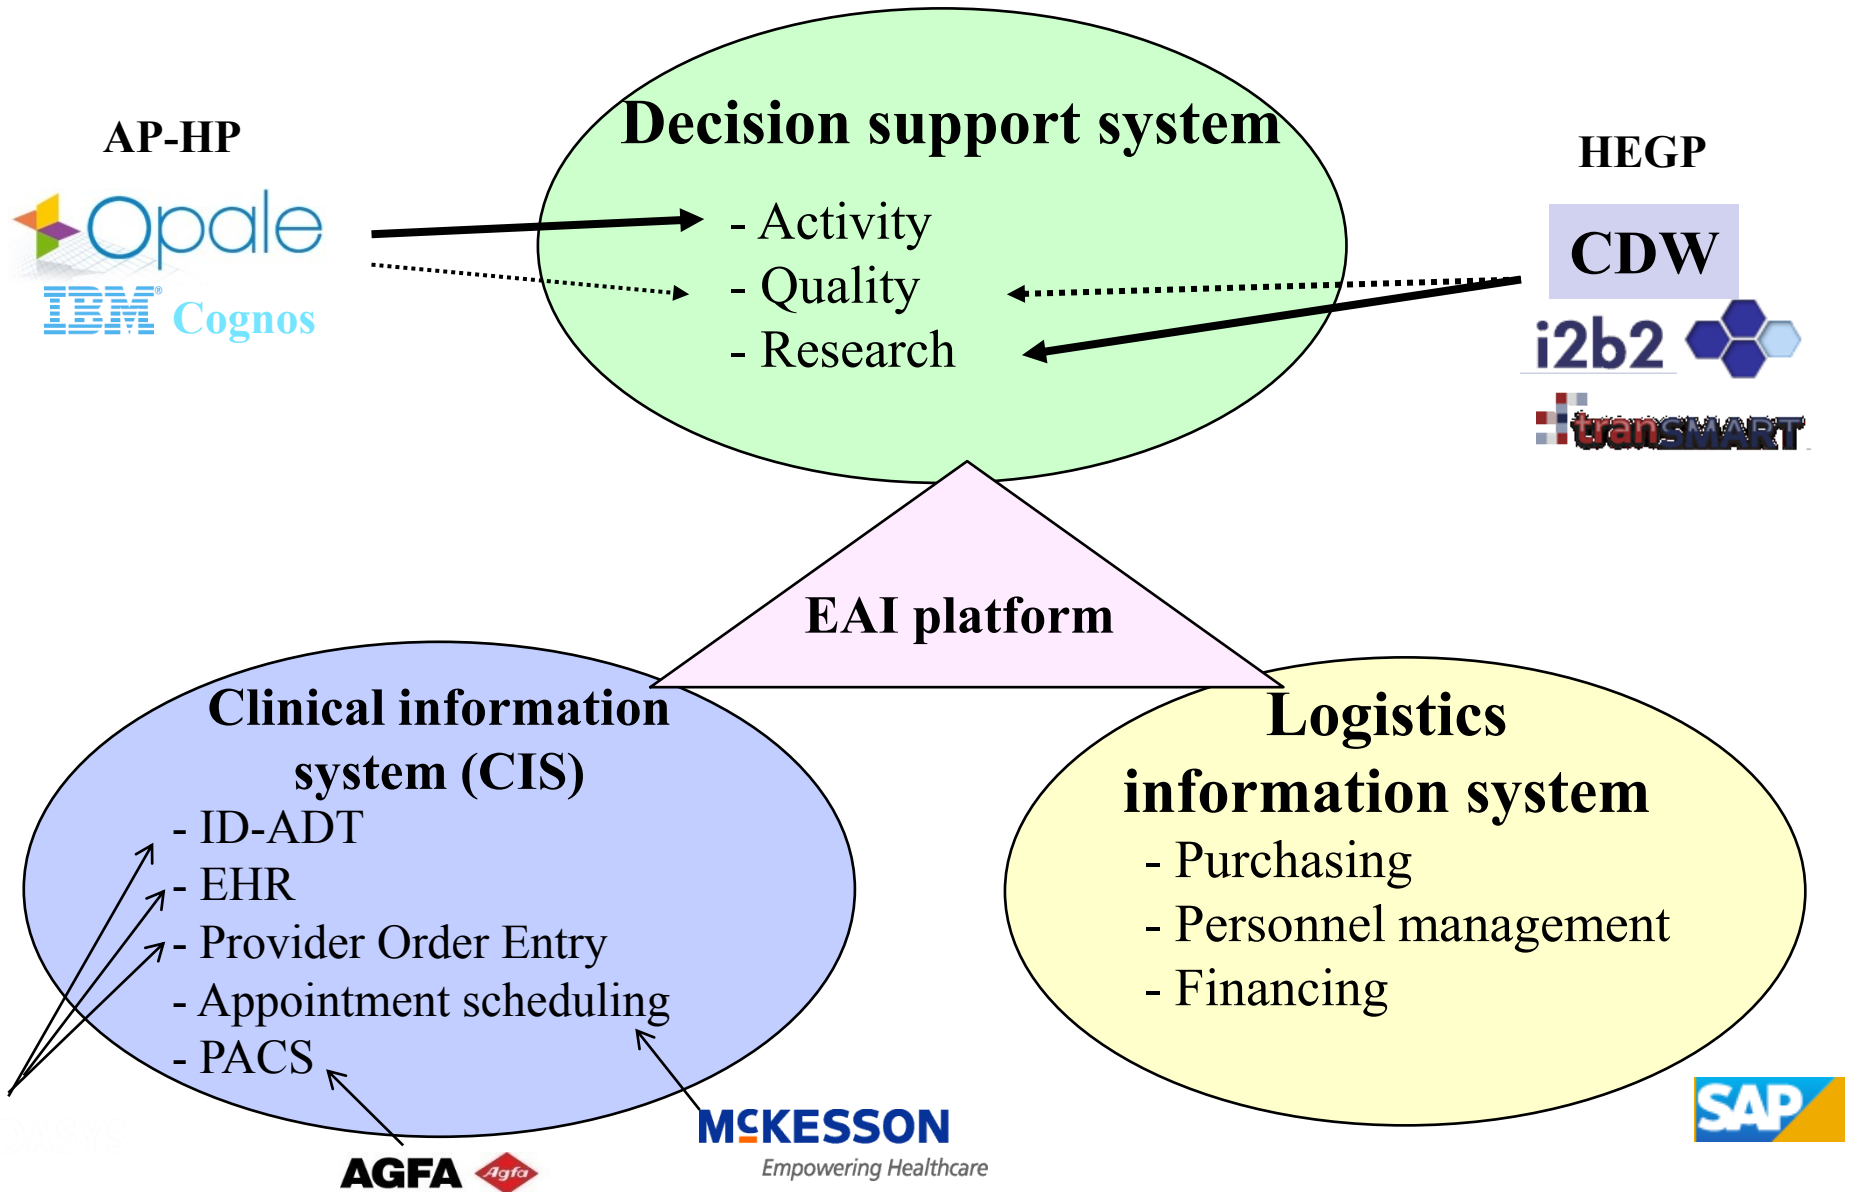 Decision support system
- Activity
- Quality
- Research
AP-HP
Opale
IBM® Cognos
HEGP
CDW
i2b2
tranSMART
EAI platform
Clinical information
system (CIS)
- ID-ADT
- EHR
- Provider Order Entry
- Appointment scheduling
- PACS
Logistics
information system
- Purchasing
- Personnel management
- Financing
AGFA
Agfa
McKESSON
Empowering Healthcare
SAP